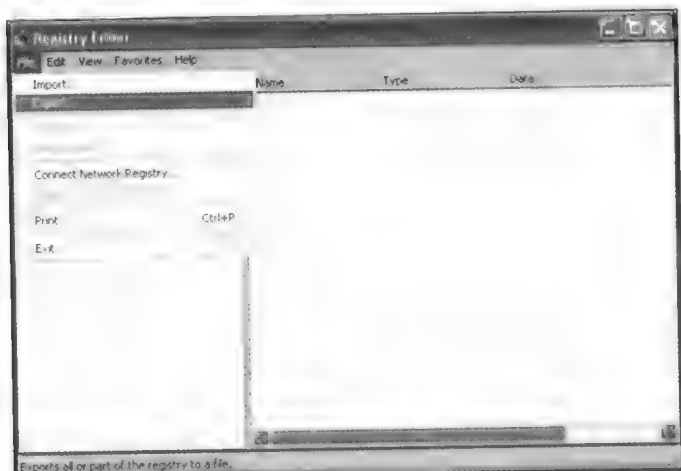 Registry Editor
Edit View Favorites Help
Import...
Name Type Data
Connect Network Registry...
Print Ctrl+P
Exit
Exports all or part of the registry to a file.